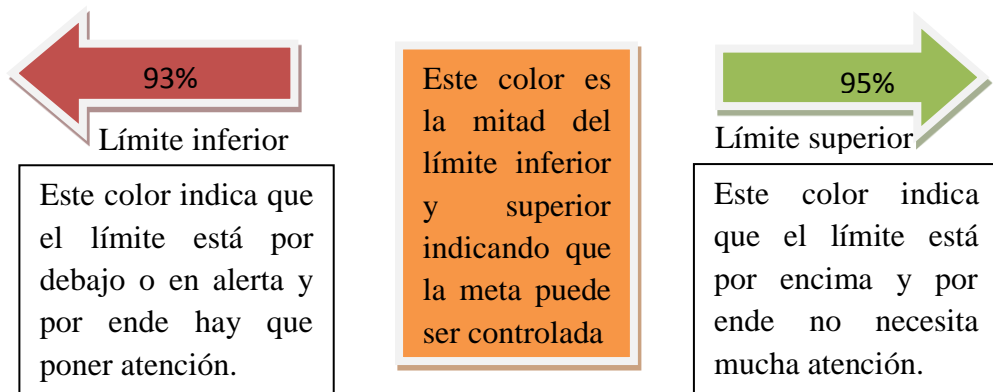 93%
Límite inferior
Este color indica que
el límite está por
debajo o en alerta y
por ende hay que
poner atención.
Este color es
la mitad del
límite inferior
y superior
indicando que
la meta puede
ser controlada
95%
Límite superior
Este color indica
que el límite está
por encima y por
ende no necesita
mucha atención.